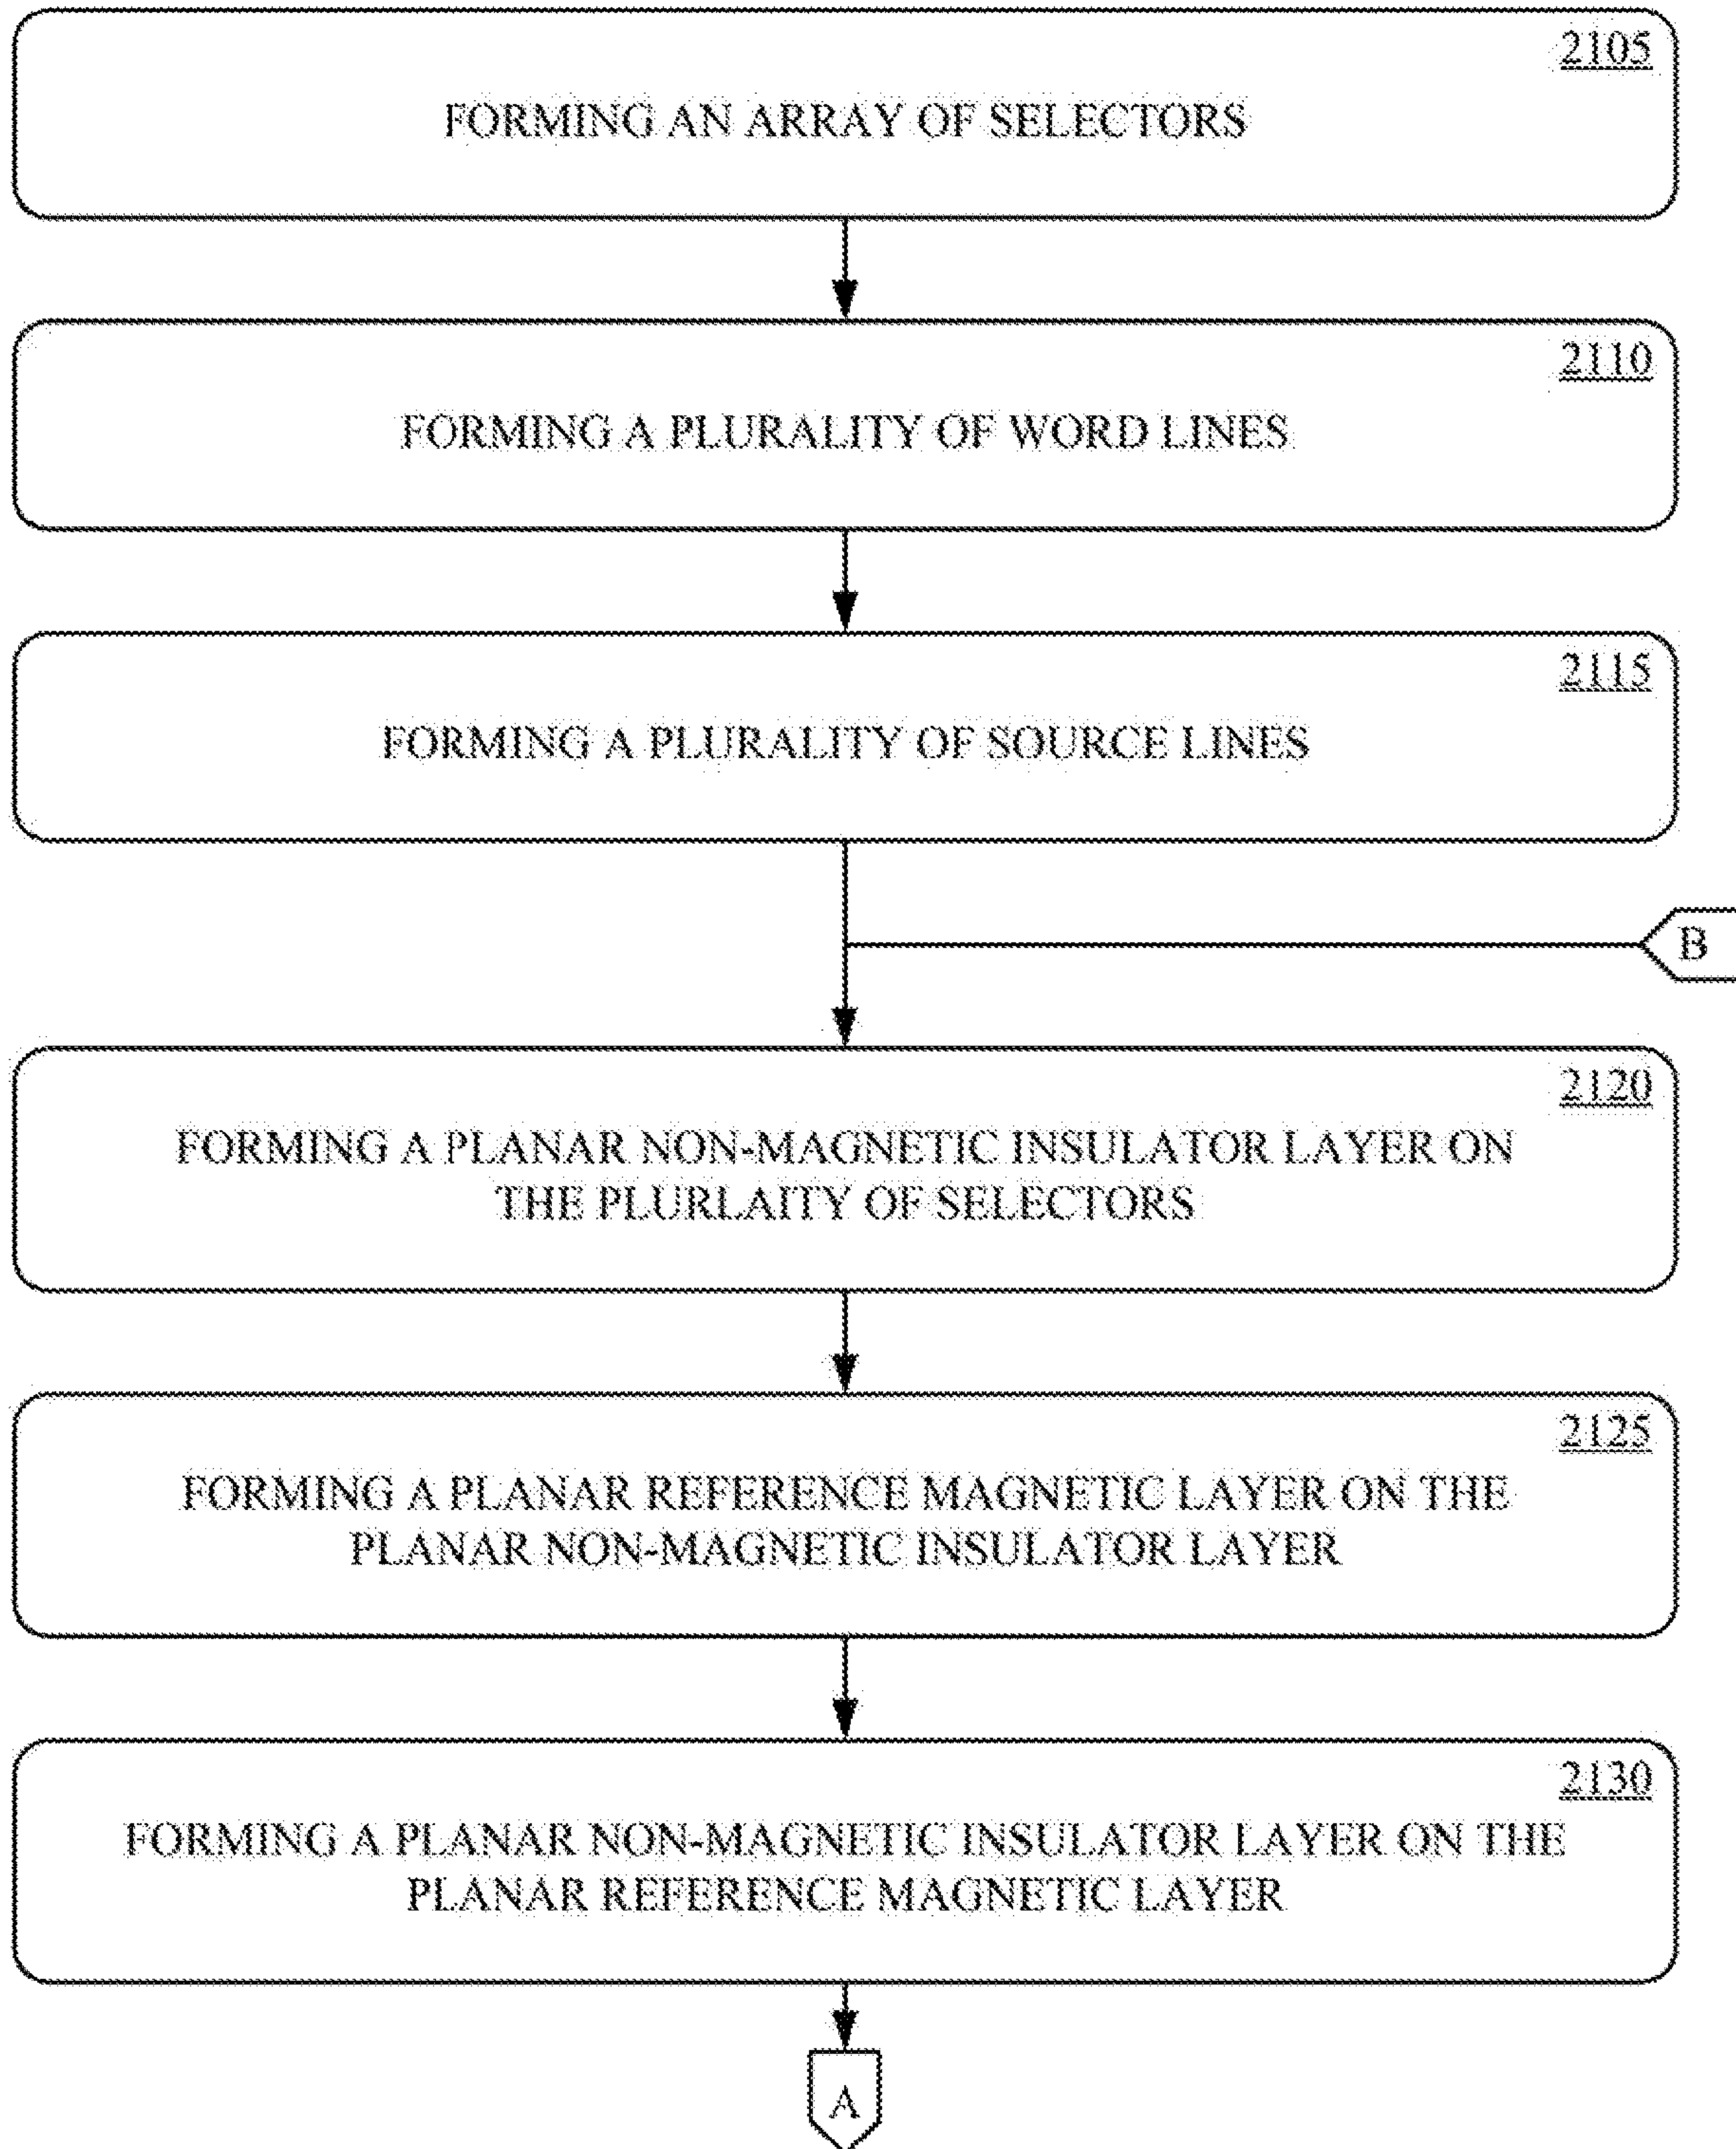 2105
FORMING AN ARRAY OF SELECTORS
2110
FORMING A PLURALITY OF WORD LINES
2115
FORMING A PLURALITY OF SOURCE LINES
B
2120
FORMING A PLANAR NON-MAGNETIC INSULATOR LAYER ON
THE PLURLAITY OF SELECTORS
2125
FORMING A PLANAR REFERENCE MAGNETIC LAYER ON THE
PLANAR NON-MAGNETIC INSULATOR LAYER
2130
FORMING A PLANAR NON-MAGNETIC INSULATOR LAYER ON THE
PLANAR REFERENCE MAGNETIC LAYER
A